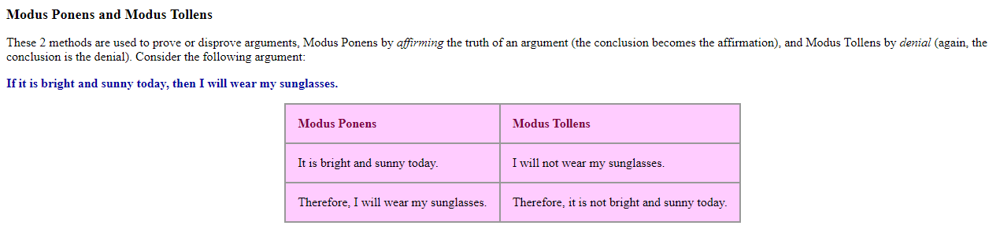 Modus Ponens and Modus Tollens
These 2 methods are used to prove or disprove arguments, Modus Ponens by affirming the truth of an argument (the conclusion becomes the affirmation), and Modus Tollens by denial (again, the
conclusion is the denial). Consider the following argument:
If it is bright and sunny today, then I will wear my sunglasses.
Modus Ponens Modus Tollens
It is bright and sunny today. I will not wear my sunglasses.
Therefore, I will wear my sunglasses. Therefore, it is not bright and sunny today.